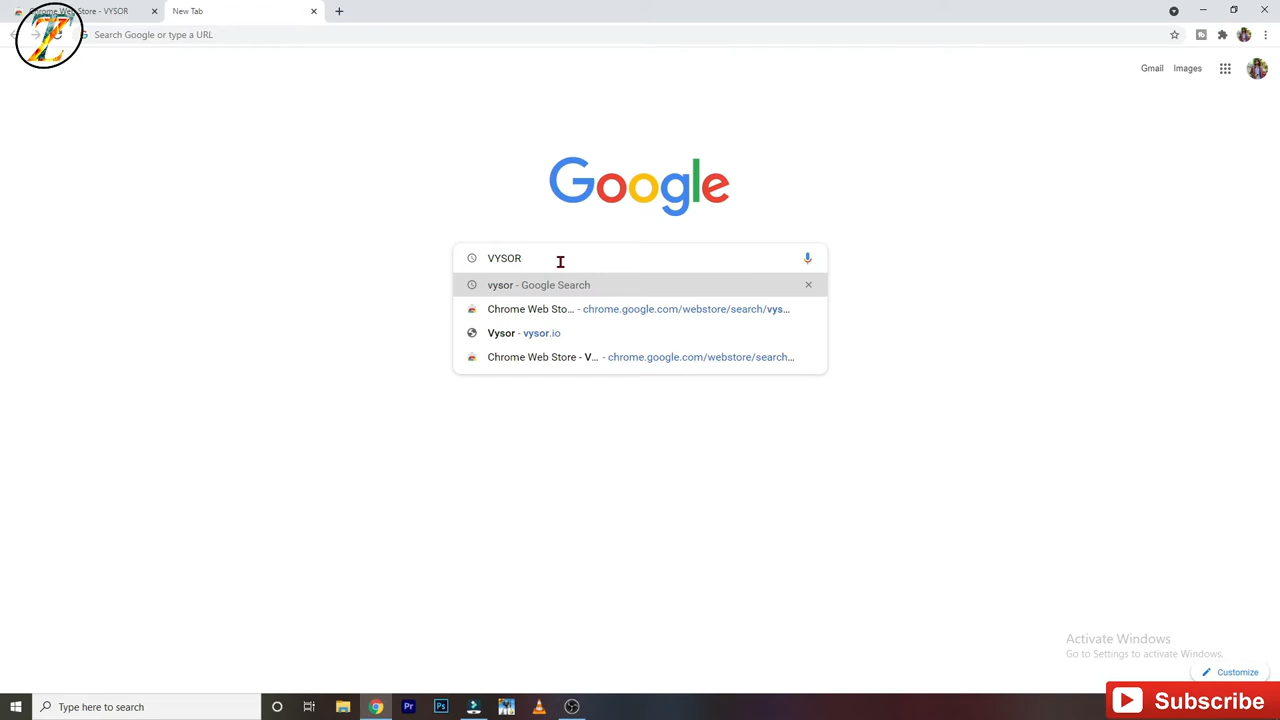 Chrome Web Store - VYSOR
New Tab
Search Google or type a URL
Gmail Images
Google
VYSOR
vysor - Google Search
Chrome Web Sto... - chrome.google.com/webstore/search/vys...
Vysor - vysor.io
Chrome Web Store - V... - chrome.google.com/webstore/search...
Activate Windows
Go to Settings to activate Windows.
Customize
Type here to search
Pr
Ps
Subscribe
Z